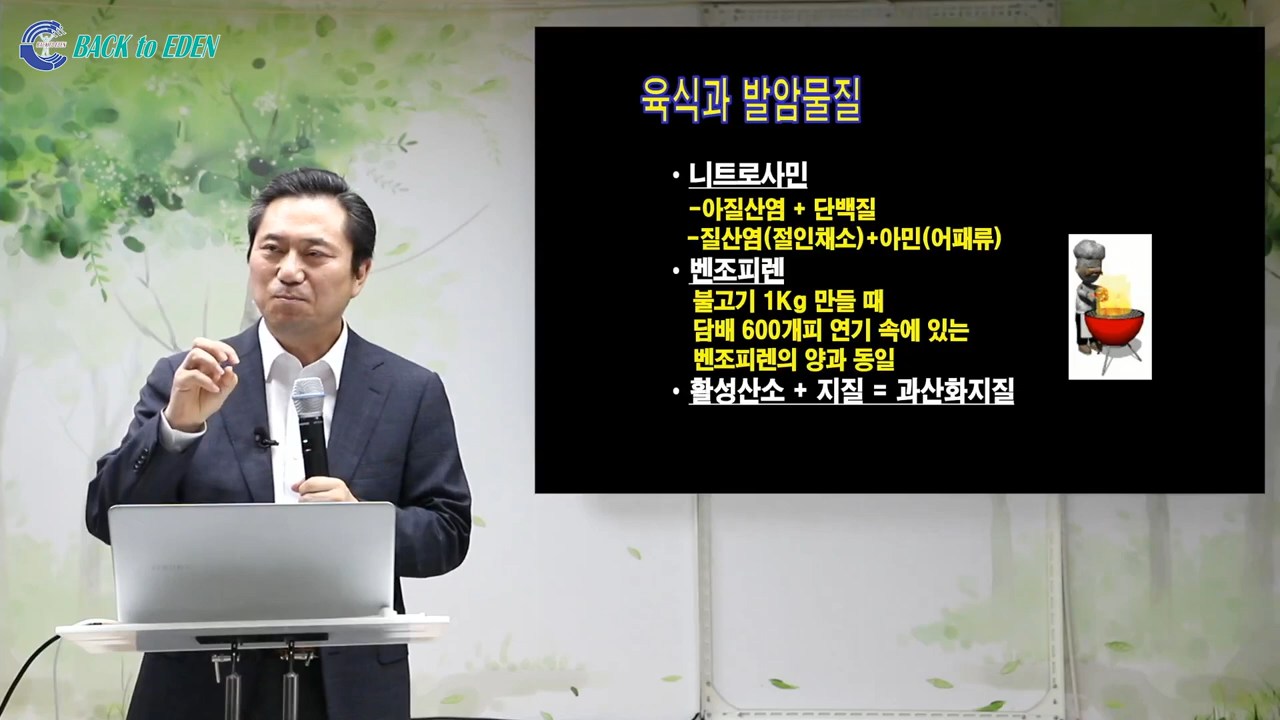 BACK to EDEN
육식과 발암물질
• 니트로사민
-아질산염 + 단백질
-질산염(절인채소)+아민(어패류)
• 벤조피렌
불고기 1Kg 만들 때
담배 600개피 연기 속에 있는
벤조피렌의 양과 동일
• 활성산소 + 지질 = 과산화지질